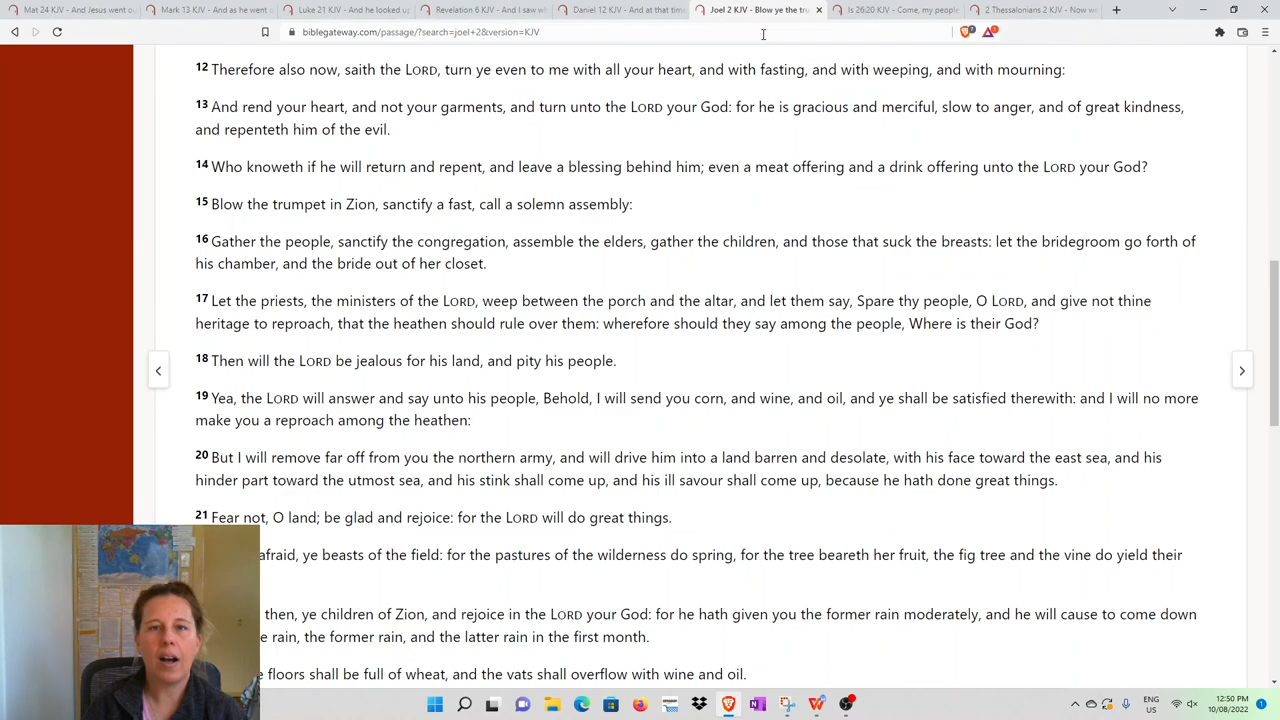 Mat 24 KJV - And Jesus went o
Mark 13 KJV - And as he went o
Luke 21 KJV - And he looked up
Revelation 6 KJV - And I saw wh
Daniel 12 KJV - And at that time
Joel 2 KJV - Blow ye the tru
Is 26:20 KJV - Come, my peopl
2 Thessalonians 2 KJV - Now we
biblegateway.com/passage/?search=joel+2&version=KJV
12 Therefore also now, saith the LORD, turn ye even to me with all your heart, and with fasting, and with weeping, and with mourning:
13 And rend your heart, and not your garments, and turn unto the LORD your God: for he is gracious and merciful, slow to anger, and of great kindness,
and repenteth him of the evil.
14 Who knoweth if he will return and repent, and leave a blessing behind him; even a meat offering and a drink offering unto the LORD your God?
15 Blow the trumpet in Zion, sanctify a fast, call a solemn assembly:
16 Gather the people, sanctify the congregation, assemble the elders, gather the children, and those that suck the breasts: let the bridegroom go forth of
his chamber, and the bride out of her closet.
17 Let the priests, the ministers of the LORD, weep between the porch and the altar, and let them say, Spare thy people, O LORD, and give not thine
heritage to reproach, that the heathen should rule over them: wherefore should they say among the people, Where is their God?
18 Then will the LORD be jealous for his land, and pity his people.
19 Yea, the LORD will answer and say unto his people, Behold, I will send you corn, and wine, and oil, and ye shall be satisfied therewith: and I will no more
make you a reproach among the heathen:
20 But I will remove far off from you the northern army, and will drive him into a land barren and desolate, with his face toward the east sea, and his
hinder part toward the utmost sea, and his stink shall come up, and his ill savour shall come up, because he hath done great things.
21 Fear not, O land; be glad and rejoice: for the LORD will do great things.
afraid, ye beasts of the field: for the pastures of the wilderness do spring, for the tree beareth her fruit, the fig tree and the vine do yield their
then, ye children of Zion, and rejoice in the LORD your God: for he hath given you the former rain moderately, and he will cause to come down
e rain, the former rain, and the latter rain in the first month.
e floors shall be full of wheat, and the vats shall overflow with wine and oil.
ENG
US
12:50 PM
10/08/2022